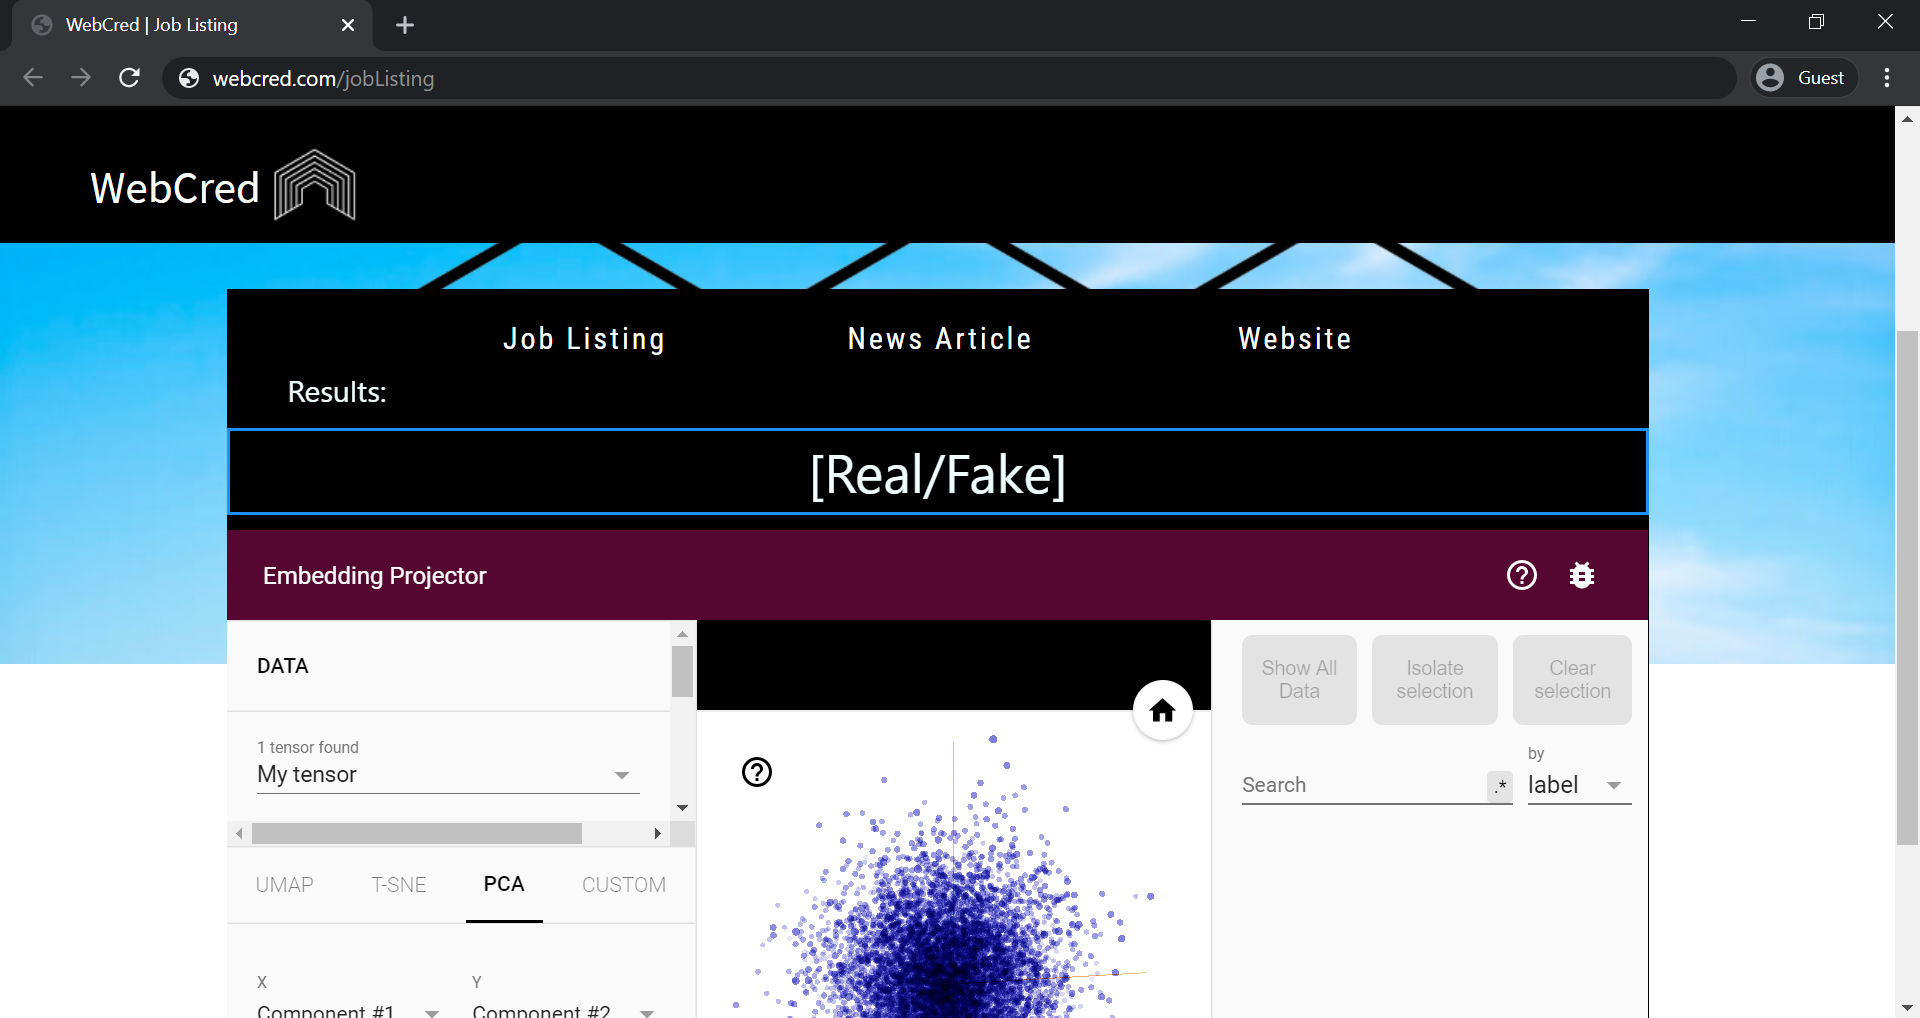 WebCred | Job Listing
webcred.com/jobListing
Guest
WebCred
Job Listing
News Article
Website
Results:
[Real/Fake]
Embedding Projector
DATA
1 tensor found
My tensor
UMAP
T-SNE
PCA
CUSTOM
X
Component #1
Y
Component #2
Show All
Data
Isolate
selection
Clear
selection
Search
.*
by
label